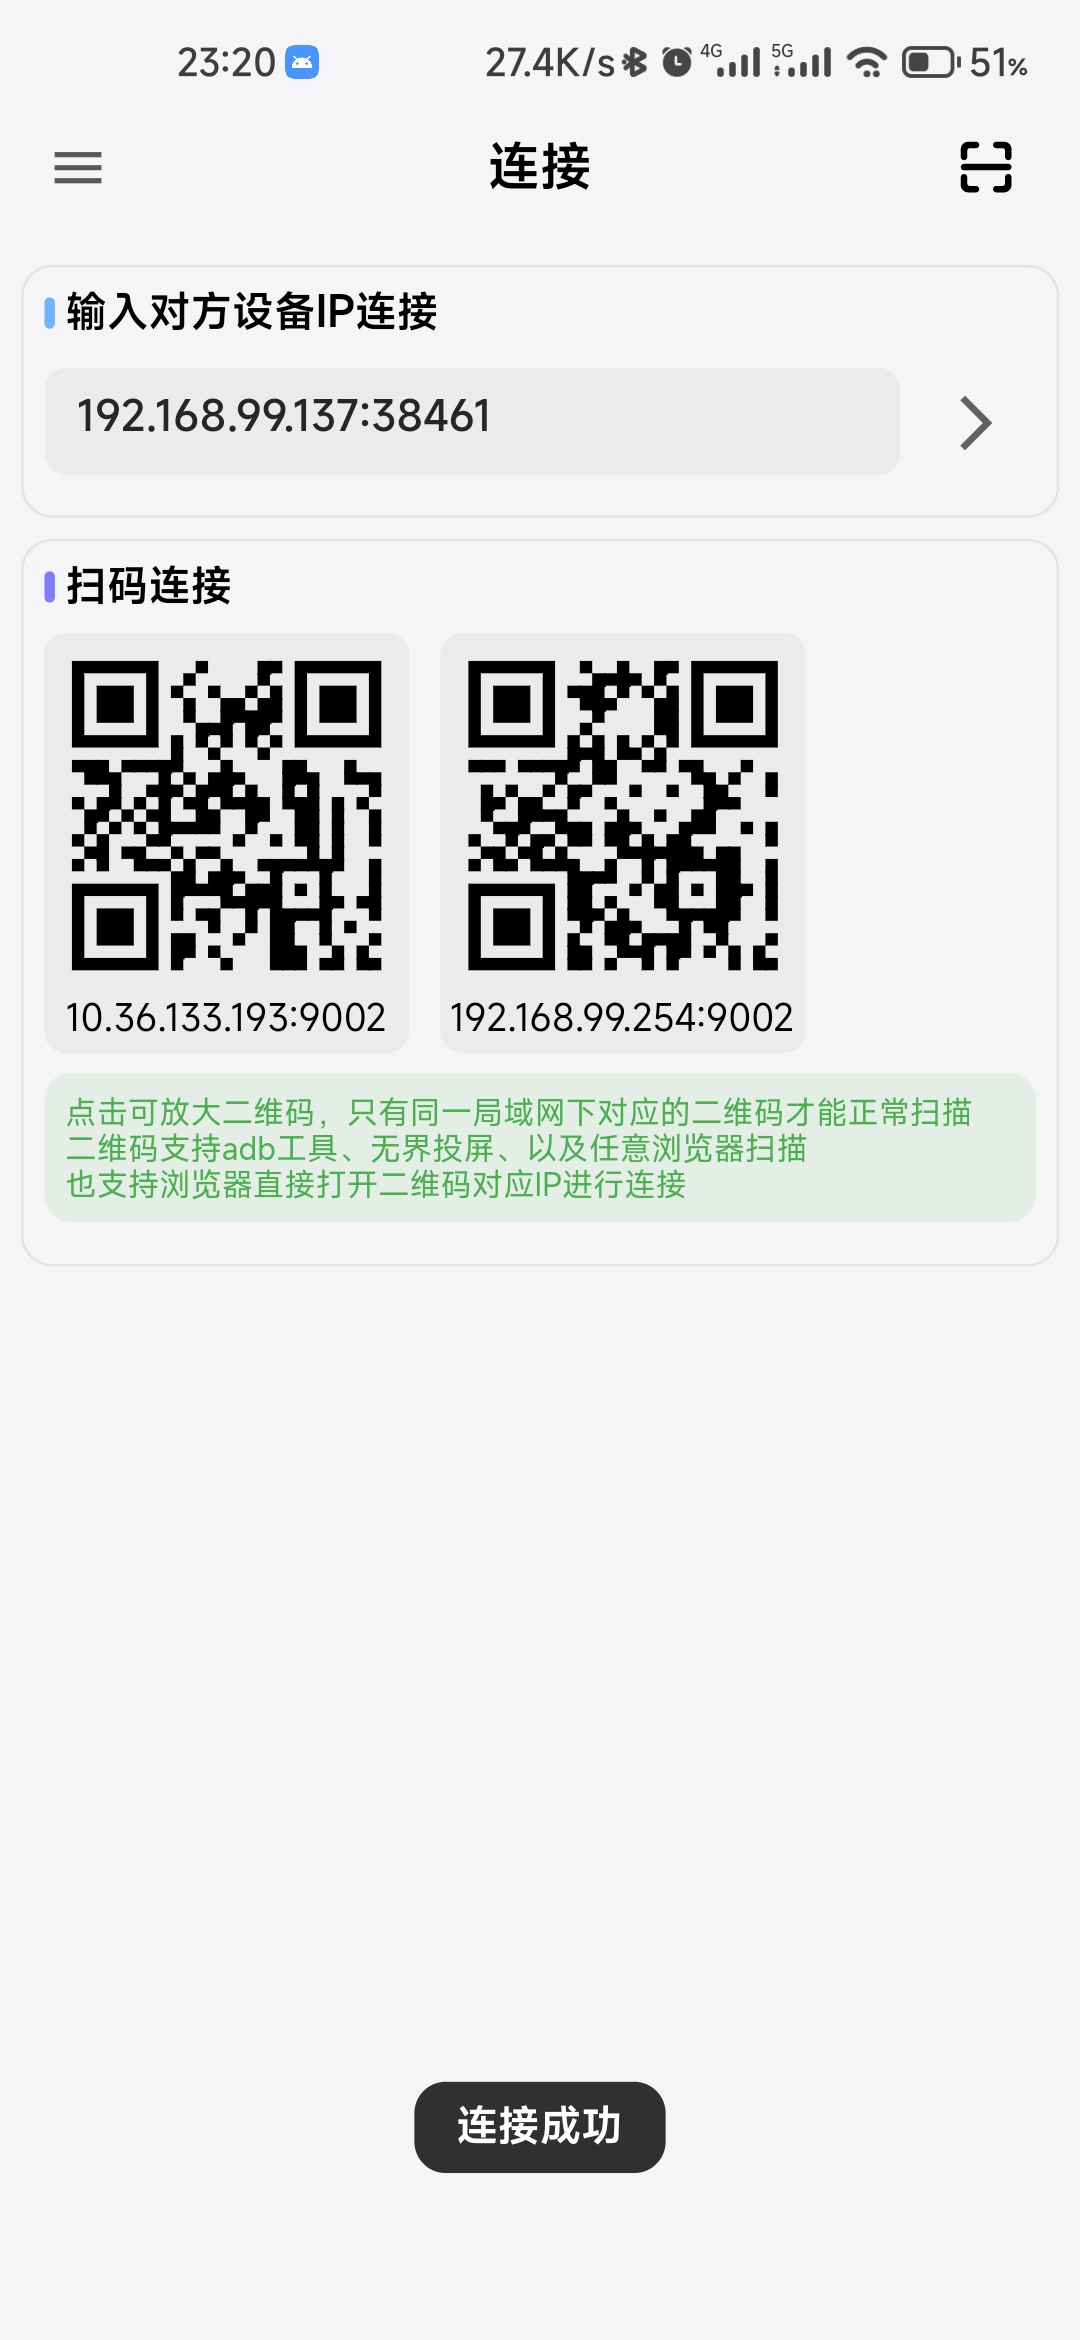 23:20
27.4K/s
4G
5G
51%
连接
输入对方设备IP连接
192.168.99.137:38461
扫码连接
10.36.133.193:9002
192.168.99.254:9002
点击可放大二维码，只有同一局域网下对应的二维码才能正常扫描
二维码支持adb工具、无界投屏、以及任意浏览器扫描
也支持浏览器直接打开二维码对应IP进行连接
连接成功